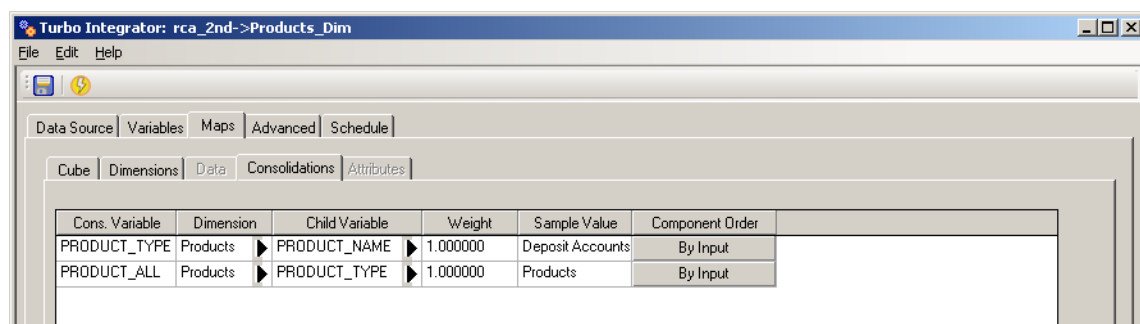 Turbo Integrator: rca_2nd->Products_Dim
File Edit Help
Data Source Variables Maps Advanced Schedule
Cube Dimensions Data Consolidations Attributes
Cons. Variable Dimension Child Variable Weight Sample Value Component Order
PRODUCT_TYPE Products PRODUCT_NAME 1.000000 Deposit Accounts By Input
PRODUCT_ALL Products PRODUCT_TYPE 1.000000 Products By Input